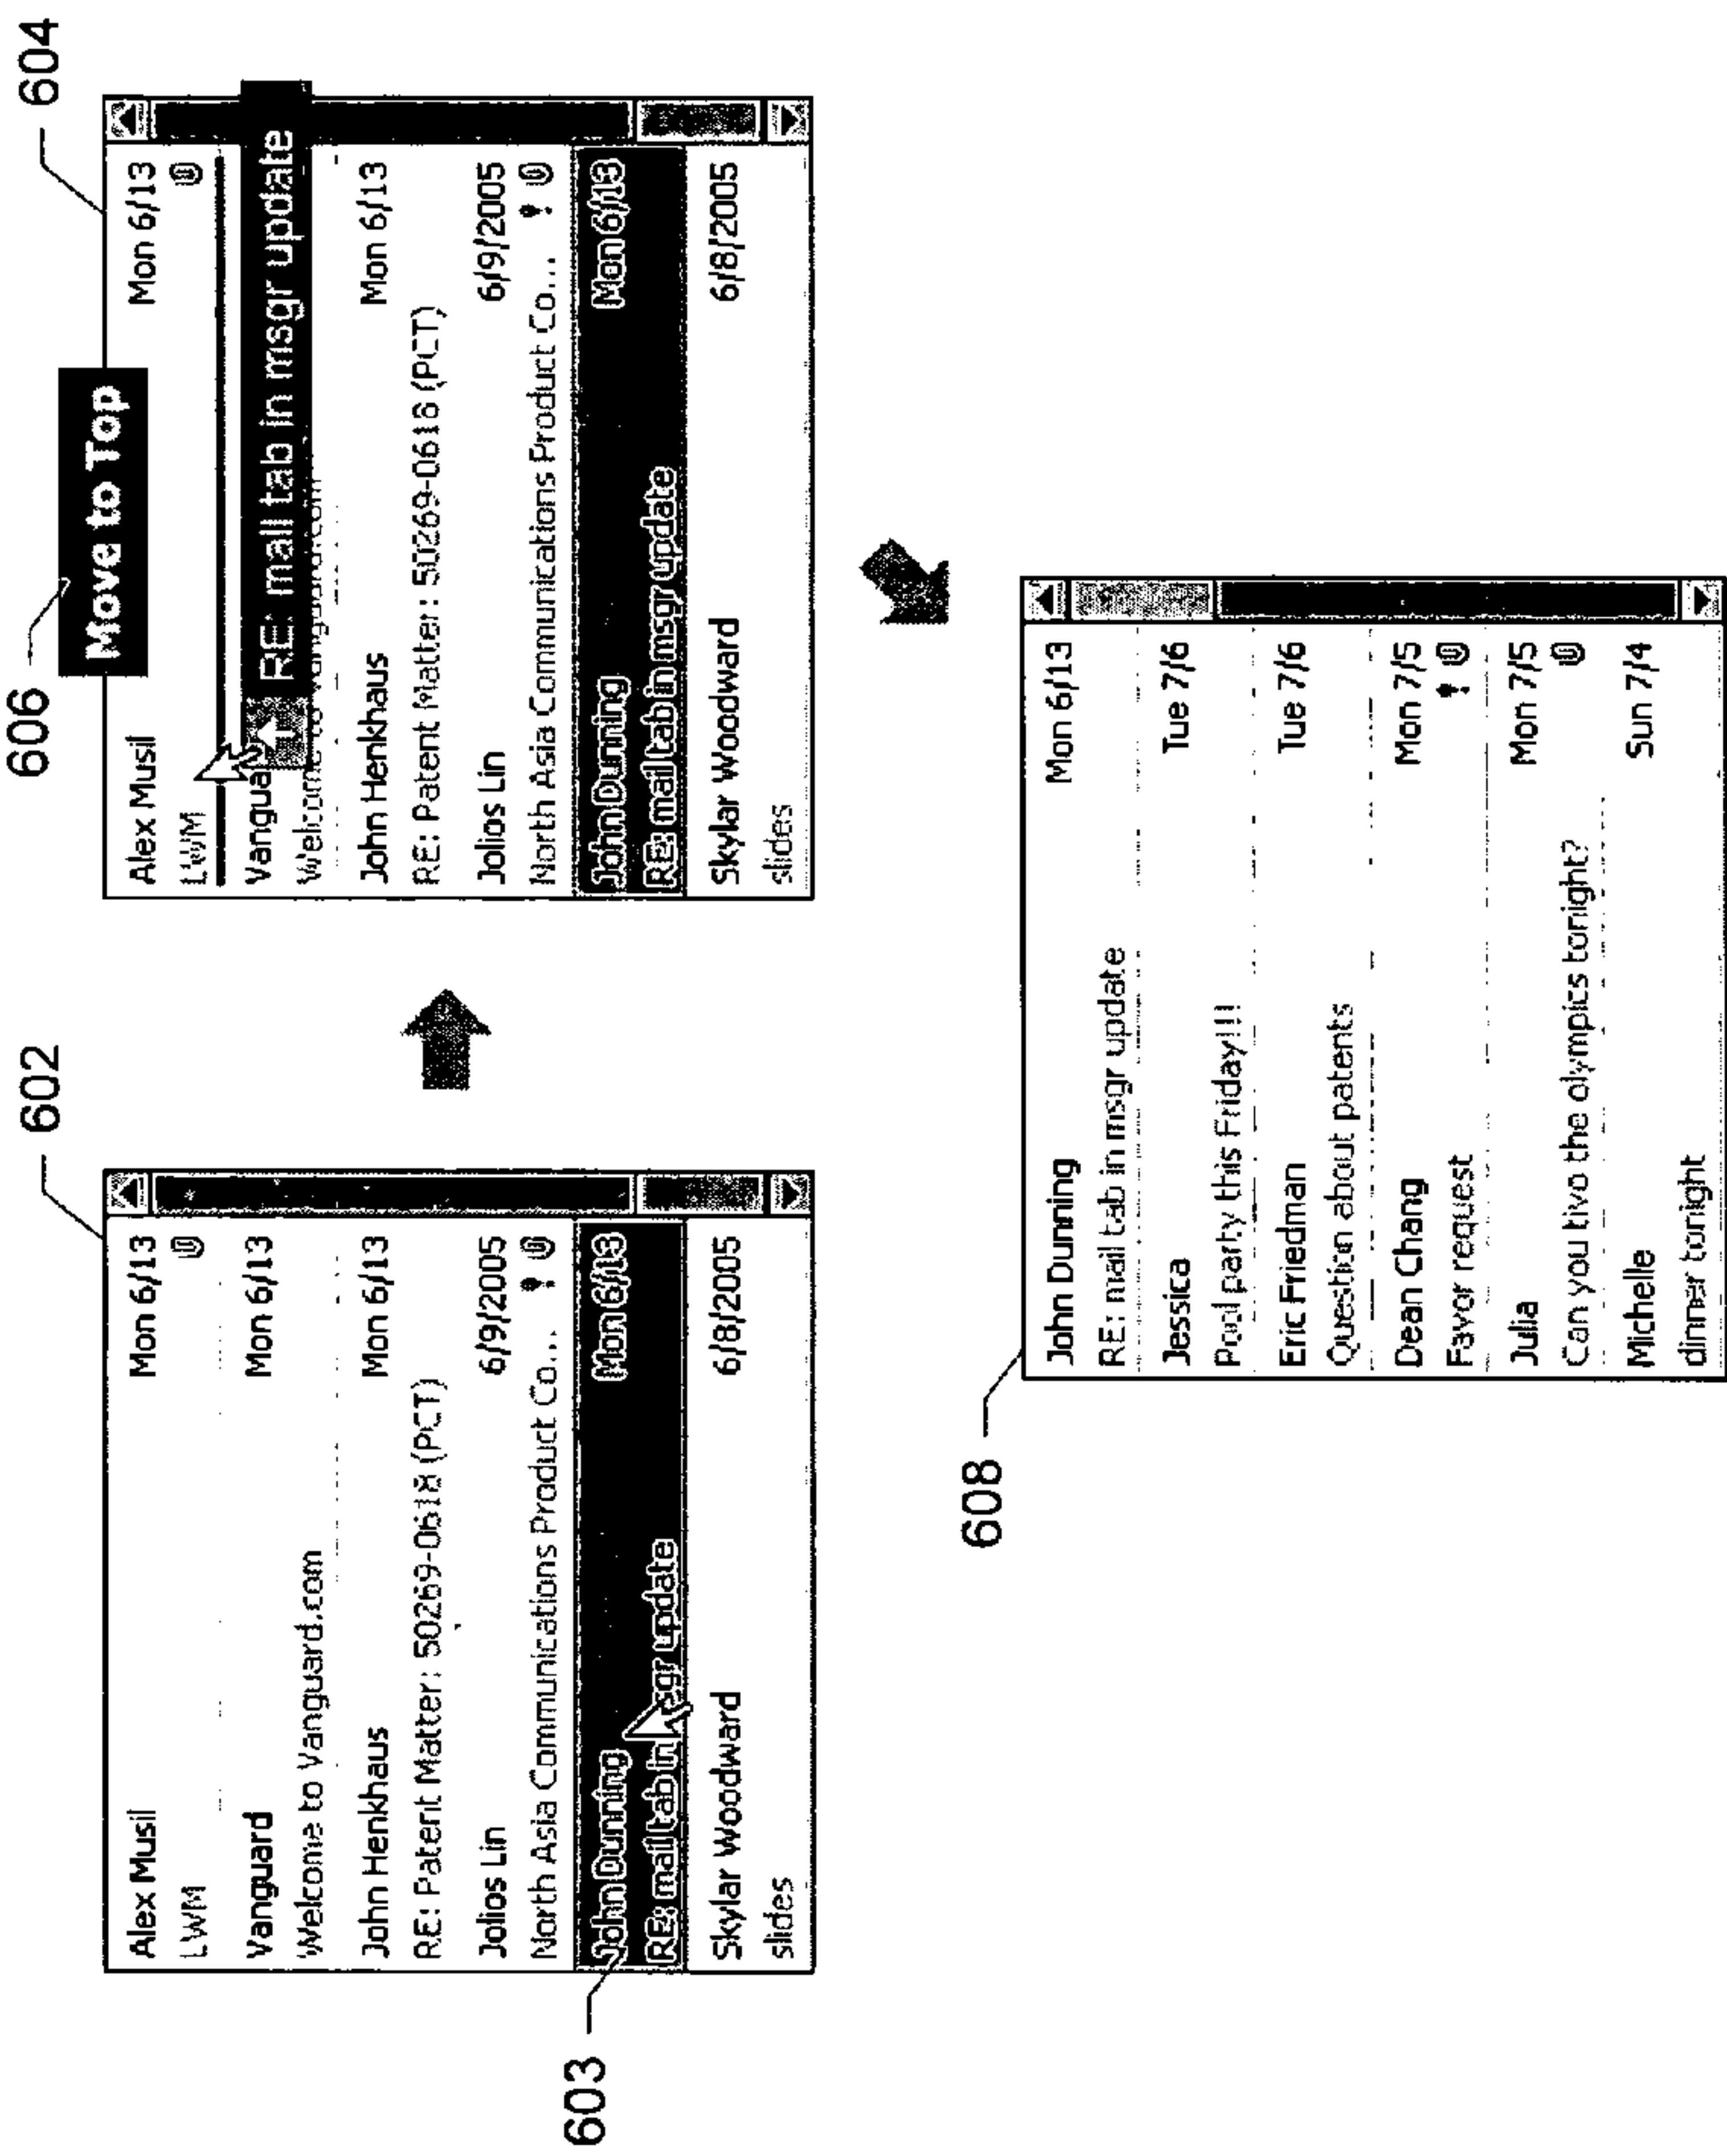 602
Alex Musil Mon 6/13
LWM
Vanguard Mon 6/13
Welcome to Vanguard.com
John Henkhaus Mon 6/13
RE: Patent Matter: 50269-0618 (PCT)
Jolios Lin 6/9/2005
North Asia Communications Product Co... !
603
John Dunning Mon 6/13
RE: mail tab in msgr update
Skylar Woodward 6/8/2005
slides
604
606
Move to Top
Alex Musil Mon 6/13
LWM
RE: mail tab in msgr update
John Henkhaus Mon 6/13
RE: Patent Matter: 50269-0618 (PCT)
Jolios Lin 6/9/2005
North Asia Communications Product Co... !
John Dunning Mon 6/13
RE: mail tab in msgr update
Skylar Woodward 6/8/2005
slides
608
John Dunning Mon 6/13
RE: mail tab in msgr update
Jessica Tue 7/6
Pool party this Friday!!!
Eric Friedman Tue 7/6
Question about patents
Dean Chang Mon 7/5
Favor request !
Julia Mon 7/5
Can you tivo the olympics tonight?
Michelle Sun 7/4
dinner tonight